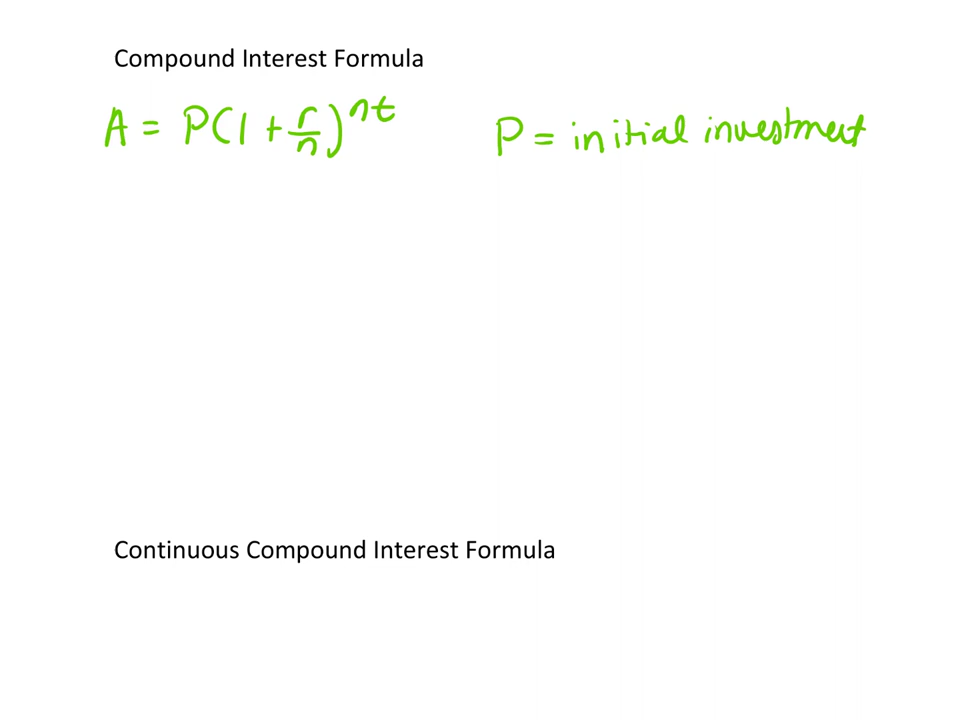 Compound Interest Formula
A = P(1 + r/n)^nt
P = initial investment
Continuous Compound Interest Formula